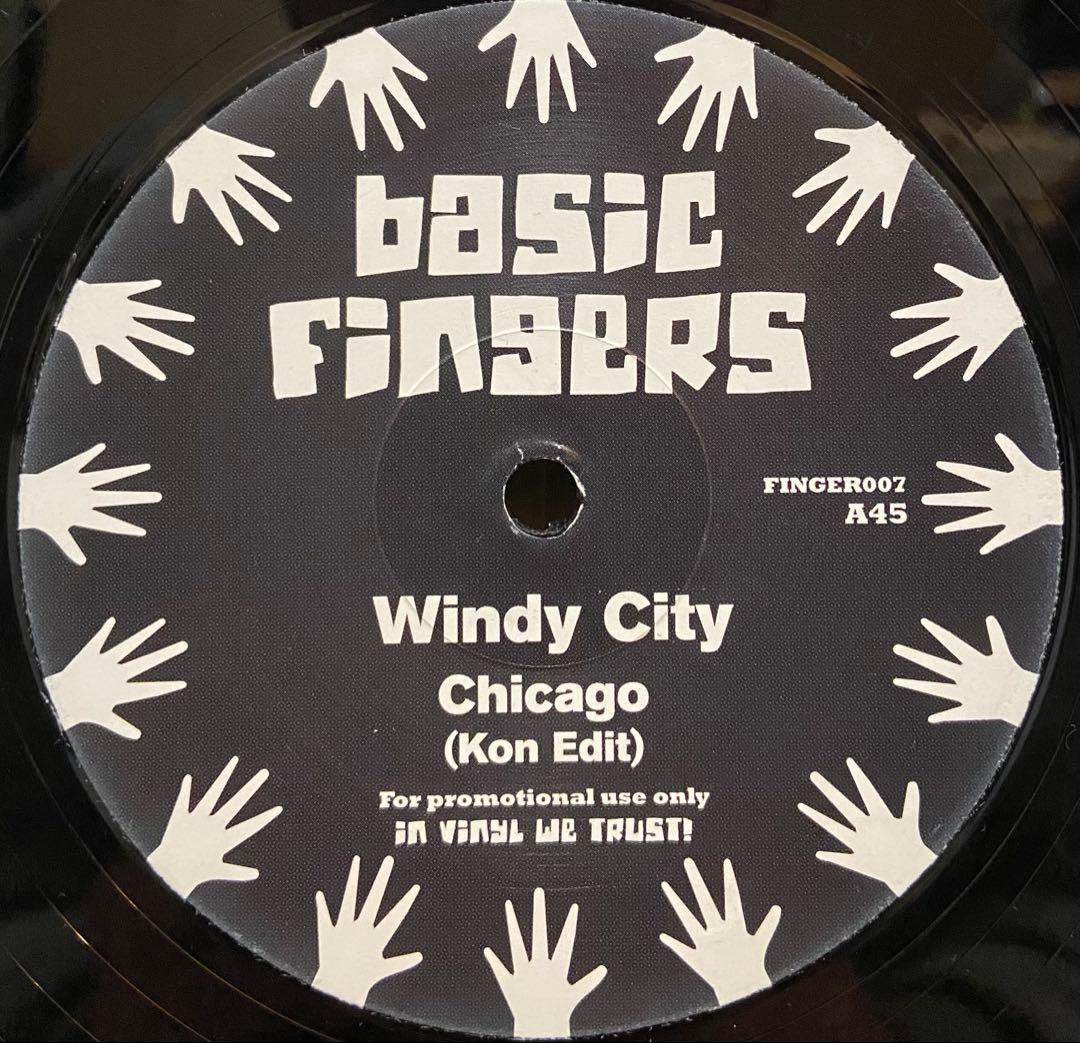 basic
fingers
FINGER007
A45
Windy City
Chicago
(Kon Edit)
For promotional use only
in vinyl we trust!